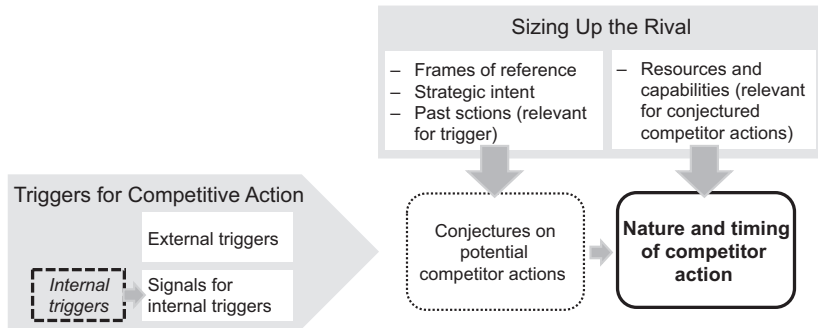 Sizing Up the Rival
– Frames of reference
– Strategic intent
– Past sctions (relevant
for trigger)
– Resources and
capabilities (relevant
for conjectured
competitor actions)
Triggers for Competitive Action
External triggers
Internal
triggers
Signals for
internal triggers
Conjectures on
potential
competitor actions
Nature and timing
of competitor
action